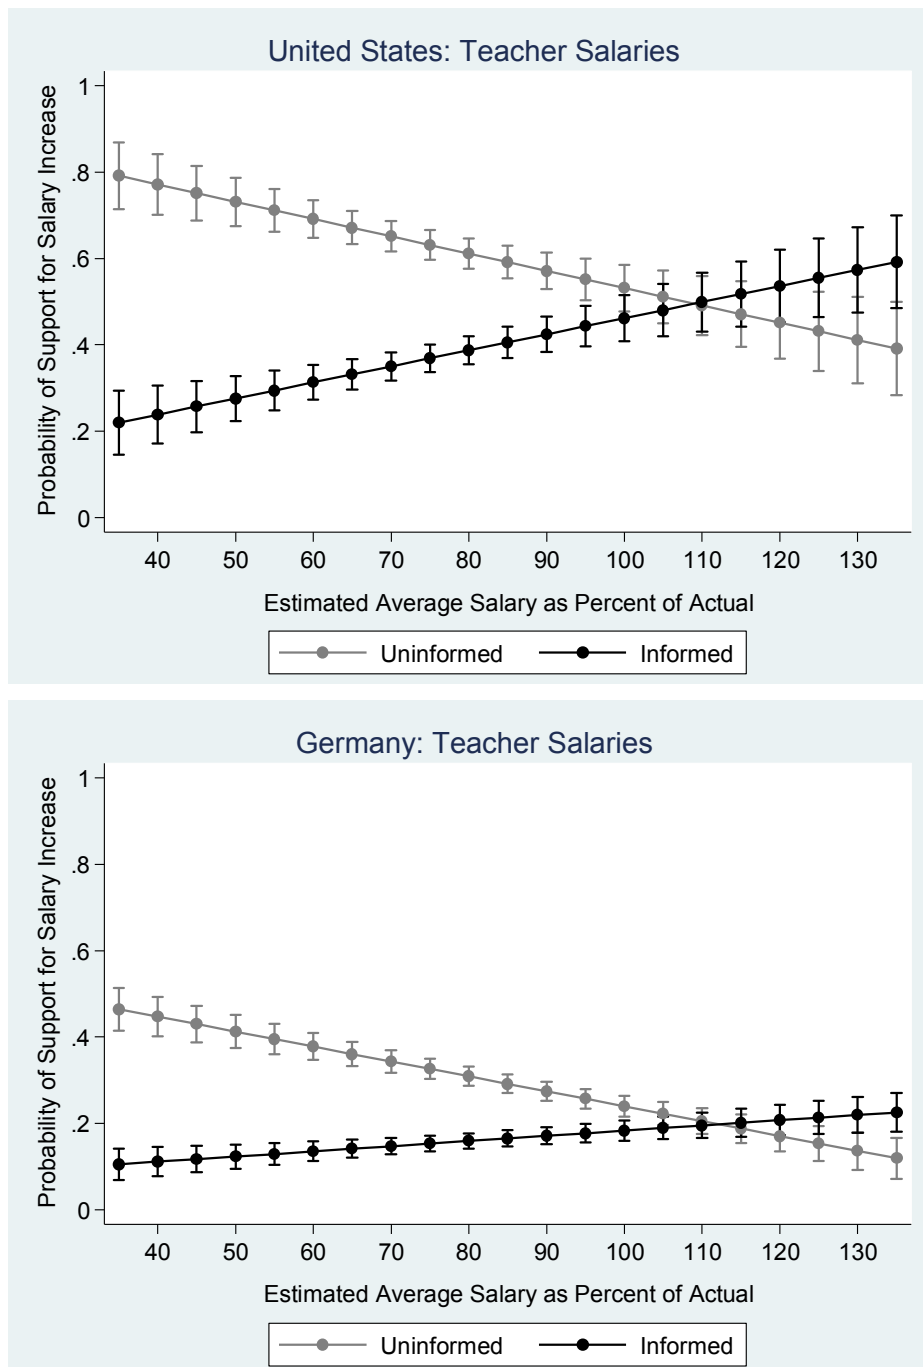 United States: Teacher Salaries
Probability of Support for Salary Increase
1
.8
.6
.4
.2
0
40 50 60 70 80 90 100 110 120 130
Estimated Average Salary as Percent of Actual
Uninformed Informed
Germany: Teacher Salaries
Probability of Support for Salary Increase
1
.8
.6
.4
.2
0
40 50 60 70 80 90 100 110 120 130
Estimated Average Salary as Percent of Actual
Uninformed Informed